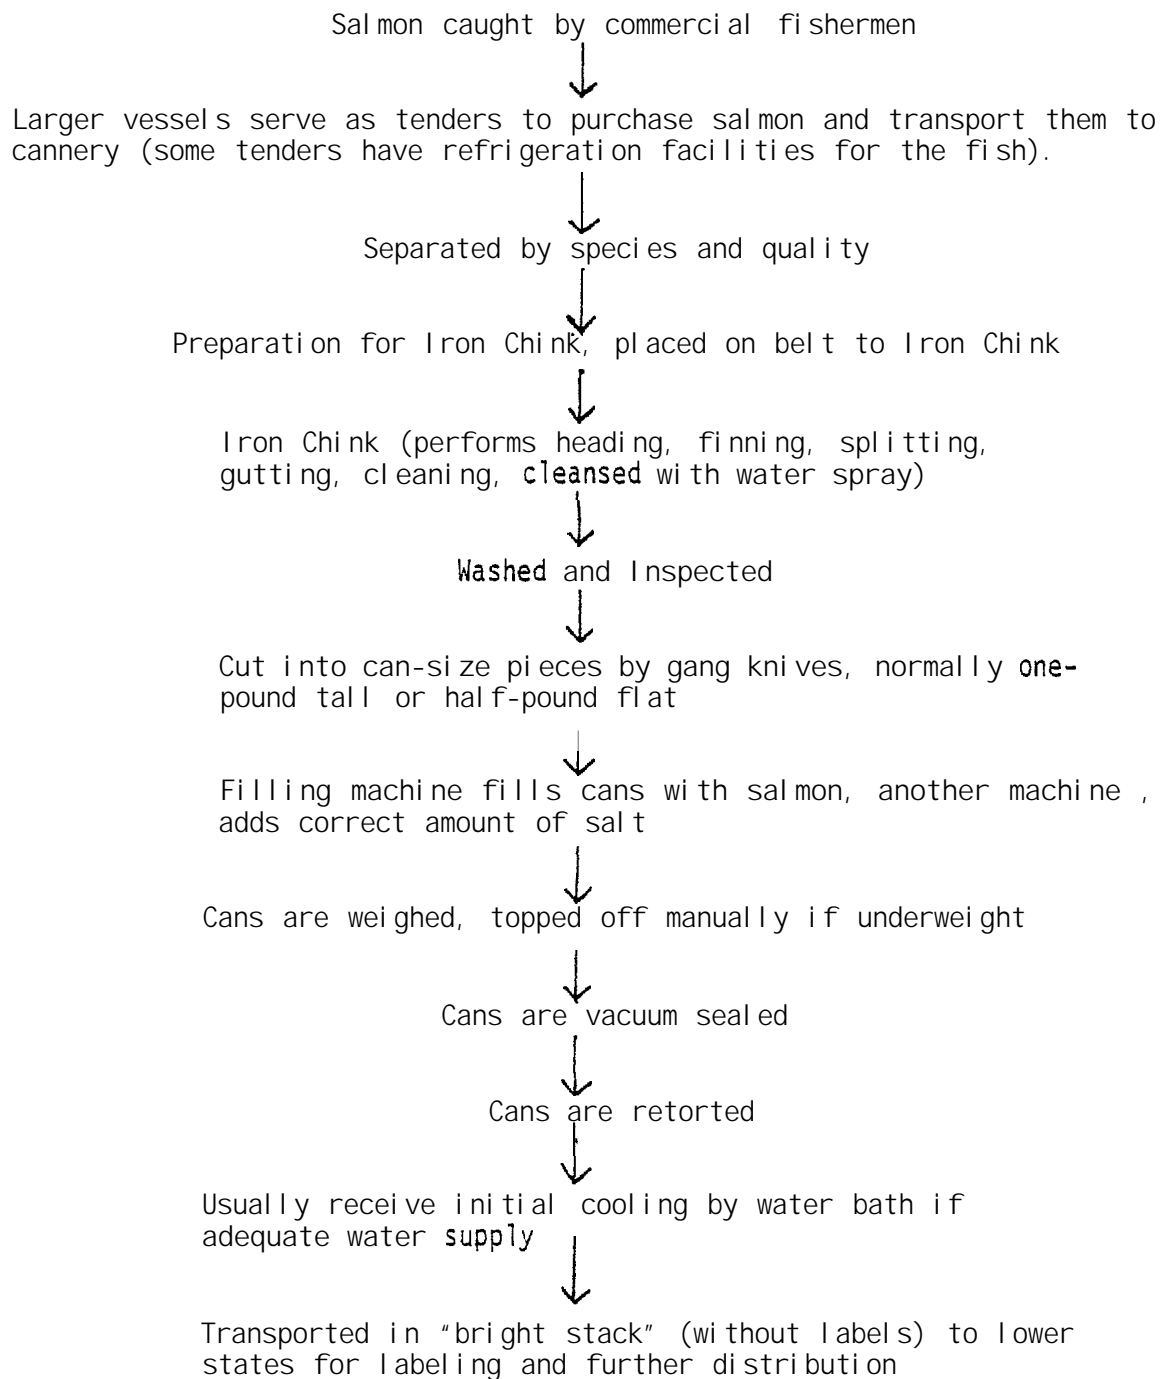 Salmon caught by commercial fishermen
Larger vessels serve as tenders to purchase salmon and transport them to
cannery (some tenders have refrigeration facilities for the fish).
Separated by species and quality
Preparation for Iron Chink, placed on belt to Iron Chink
Iron Chink (performs heading, finning, splitting,
gutting, cleaning, cleansed with water spray)
Washed and Inspected
Cut into can-size pieces by gang knives, normally one-
pound tall or half-pound flat
Filling machine fills cans with salmon, another machine ,
adds correct amount of salt
Cans are weighed, topped off manually if underweight
Cans are vacuum sealed
Cans are retorted
Usually receive initial cooling by water bath if
adequate water supply
Transported in "bright stack" (without labels) to lower
states for labeling and further distribution